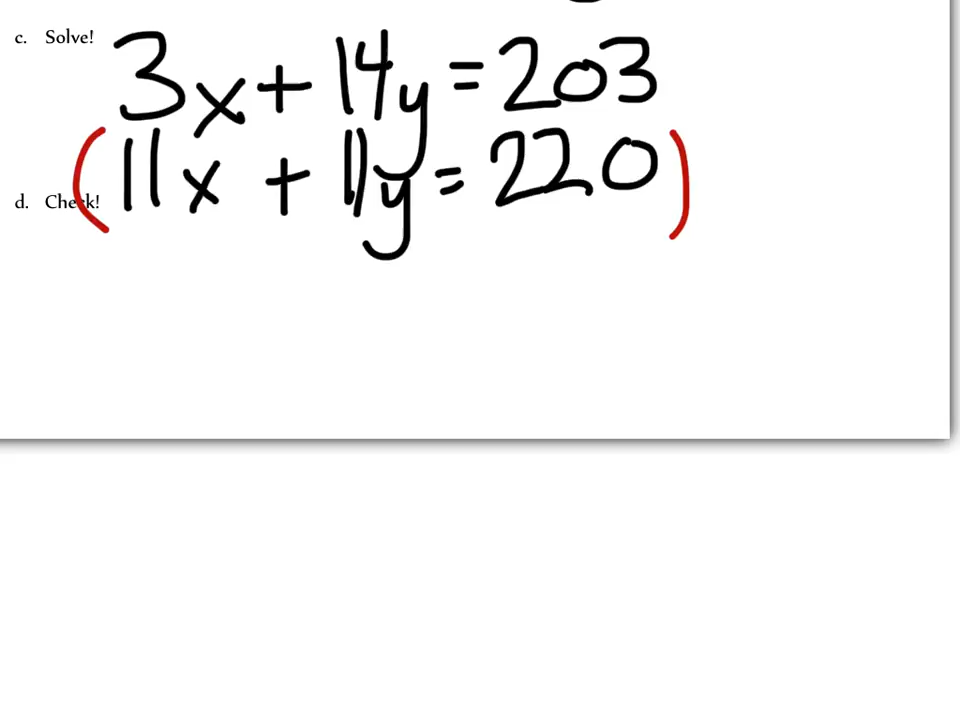 c. Solve!
3x + 14y = 203
(11x + 11y = 220)
d. Check!